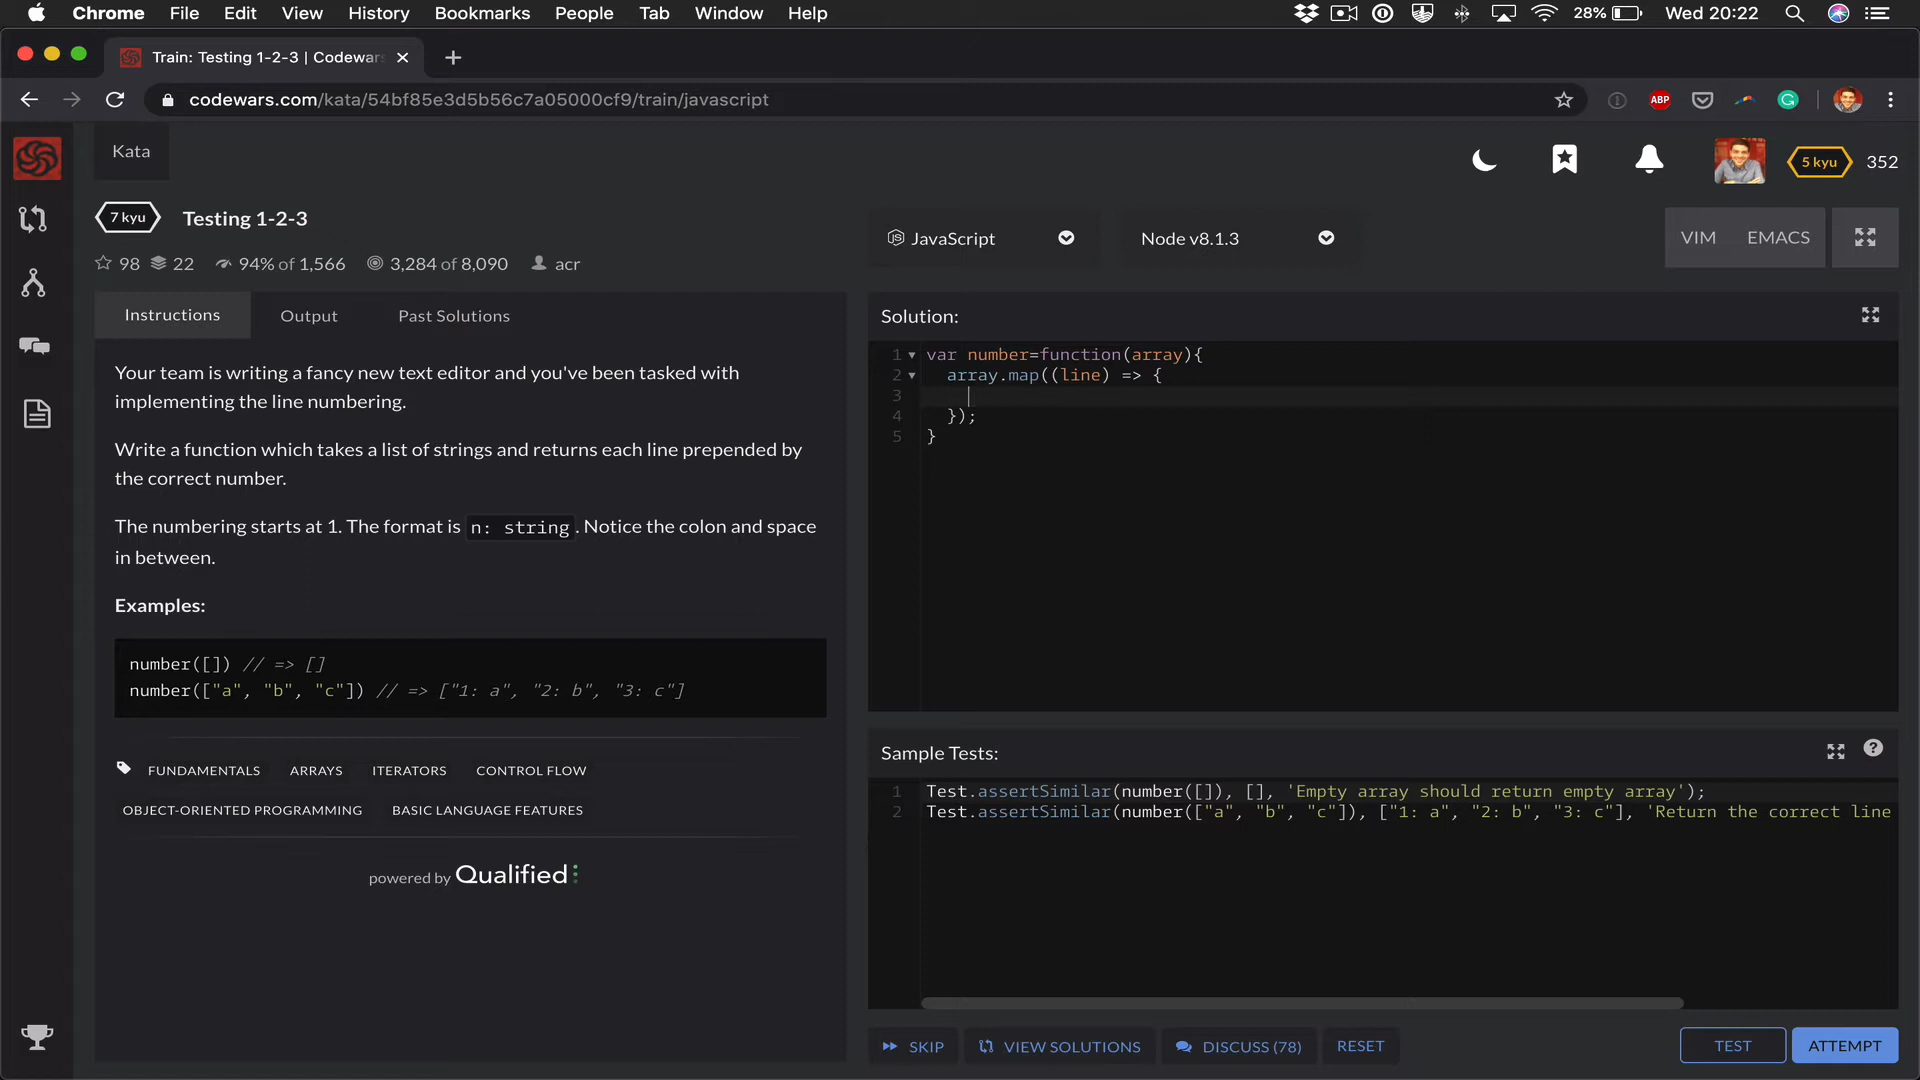 Chrome File Edit View History Bookmarks People Tab Window Help 28% Wed 20:22
Train: Testing 1-2-3 | Codewars
codewars.com/kata/54bf85e3d5b56c7a05000cf9/train/javascript
ABP
Kata
5 kyu 352
7 kyu Testing 1-2-3
98 22 94% of 1,566 3,284 of 8,090 acr
JavaScript Node v8.1.3 VIM EMACS
Instructions Output Past Solutions
Your team is writing a fancy new text editor and you've been tasked with
implementing the line numbering.
Write a function which takes a list of strings and returns each line prepended by
the correct number.
The numbering starts at 1. The format is n: string. Notice the colon and space
in between.
Examples:
number([]) // => []
number(["a", "b", "c"]) // => ["1: a", "2: b", "3: c"]
FUNDAMENTALS ARRAYS ITERATORS CONTROL FLOW
OBJECT-ORIENTED PROGRAMMING BASIC LANGUAGE FEATURES
powered by Qualified
Solution:
1 var number=function(array){
2 array.map((line) => {
3
4 });
5 }
Sample Tests:
1 Test.assertSimilar(number([]), [], 'Empty array should return empty array');
2 Test.assertSimilar(number(["a", "b", "c"]), ["1: a", "2: b", "3: c"], 'Return the correct line
SKIP VIEW SOLUTIONS DISCUSS (78) RESET TEST ATTEMPT